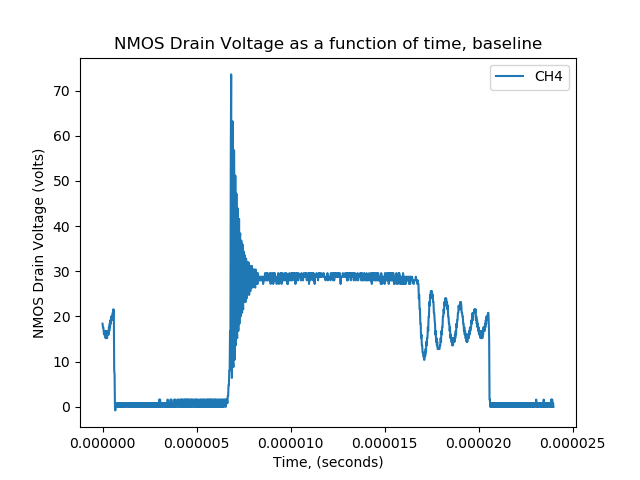 NMOS Drain Voltage as a function of time, baseline
CH4
70
60
50
40
30
20
10
0
NMOS Drain Voltage (volts)
0.000000 0.000005 0.000010 0.000015 0.000020 0.000025
Time, (seconds)